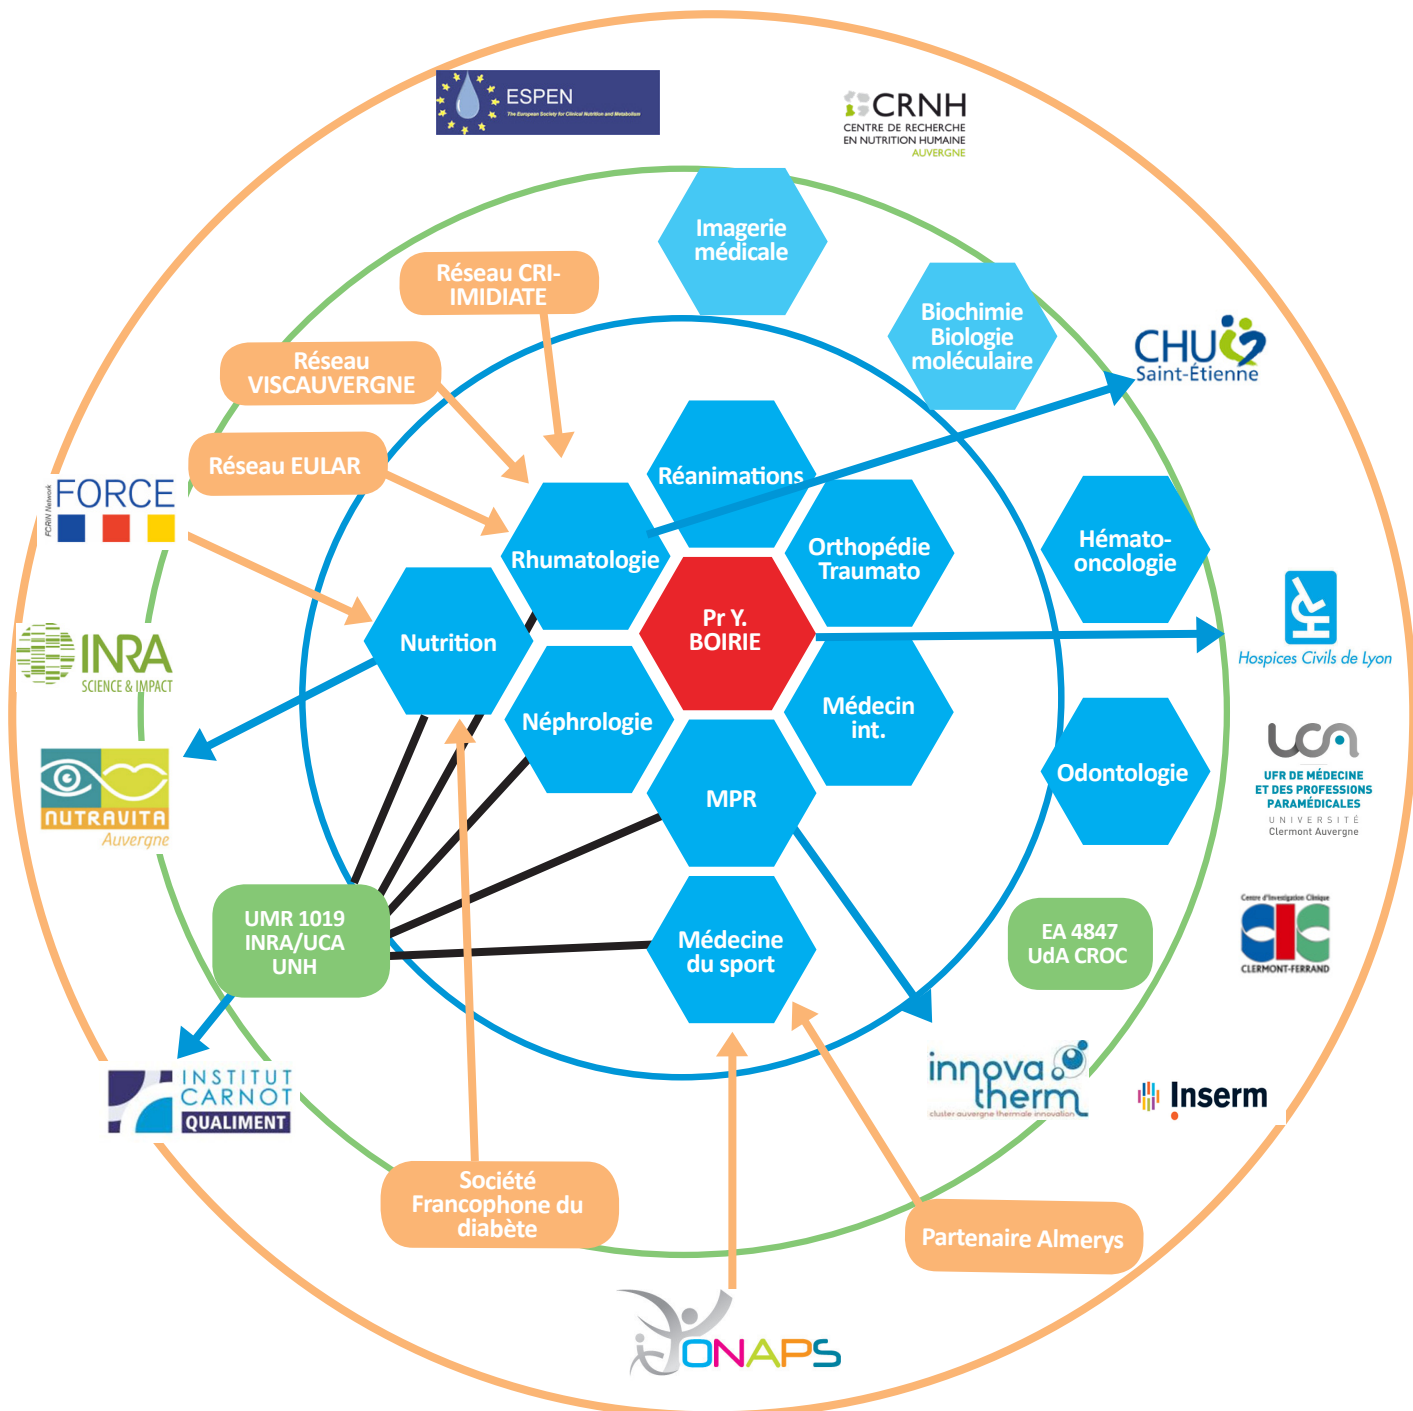 ESPEN
The European Society for Clinical Nutrition and Metabolism
CRNH
CENTRE DE RECHERCHE
EN NUTRITION HUMAINE
AUVERGNE
Imagerie
médicale
Réseau CRI-
IMIDIATE
Biochimie
Biologie
moléculaire
CHU
Saint-Étienne
Réseau
VISCAUVERGNE
Réseau EULAR
Réanimations
FCRIN Network
FORCE
Rhumatologie
Orthopédie
Traumato
Hémato-
oncologie
Pr Y.
BOIRIE
Nutrition
Hospices Civils de Lyon
INRA
SCIENCE & IMPACT
Néphrologie
Médecin
int.
MPR
Odontologie
uca
UFR DE MÉDECINE
ET DES PROFESSIONS
PARAMÉDICALES
UNIVERSITÉ
Clermont Auvergne
NUTRAVITA
Auvergne
UMR 1019
INRA/UCA
UNH
Médecine
du sport
EA 4847
UdA CROC
Centre d'Investigation Clinique
CIC
CLERMONT-FERRAND
INSTITUT
CARNOT
QUALIMENT
innova
therm
cluster auvergne thermale innovation
Inserm
Société
Francophone du
diabète
Partenaire Almerys
ONAPS